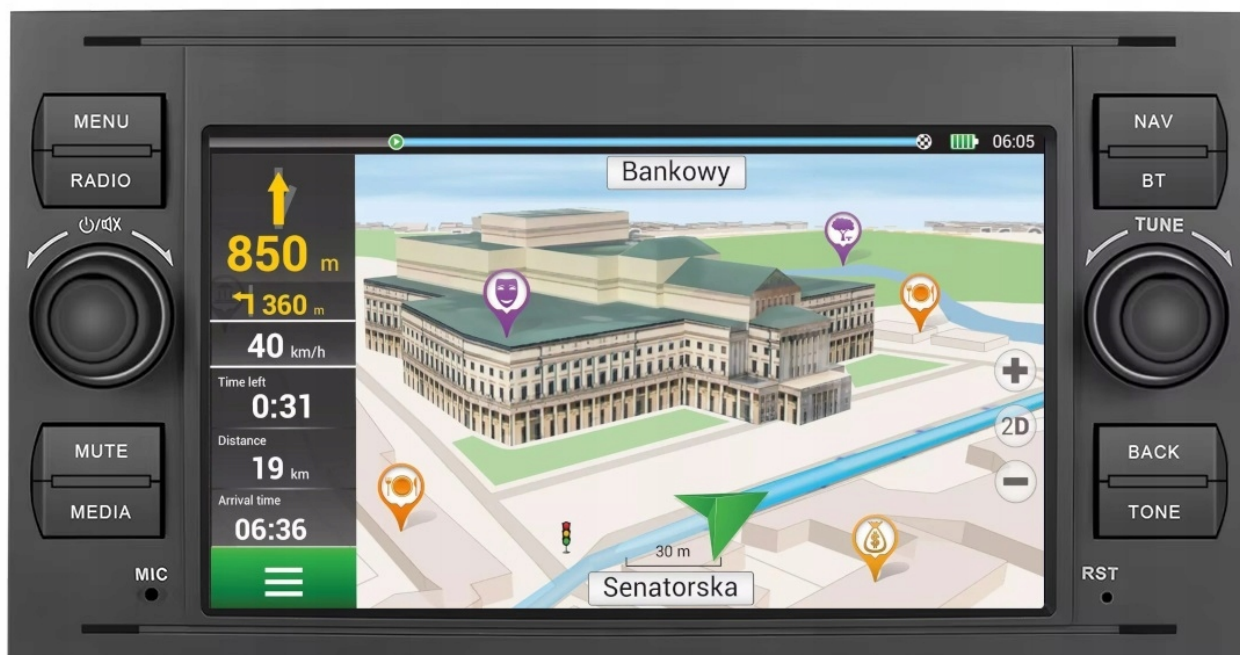 MENU
RADIO
MUTE
MEDIA
MIC
06:05
Bankowy
850 m
360 m
40 km/h
Time left
0:31
Distance
19 km
Arrival time
06:36
2D
30 m
Senatorska
NAV
BT
TUNE
BACK
TONE
RST